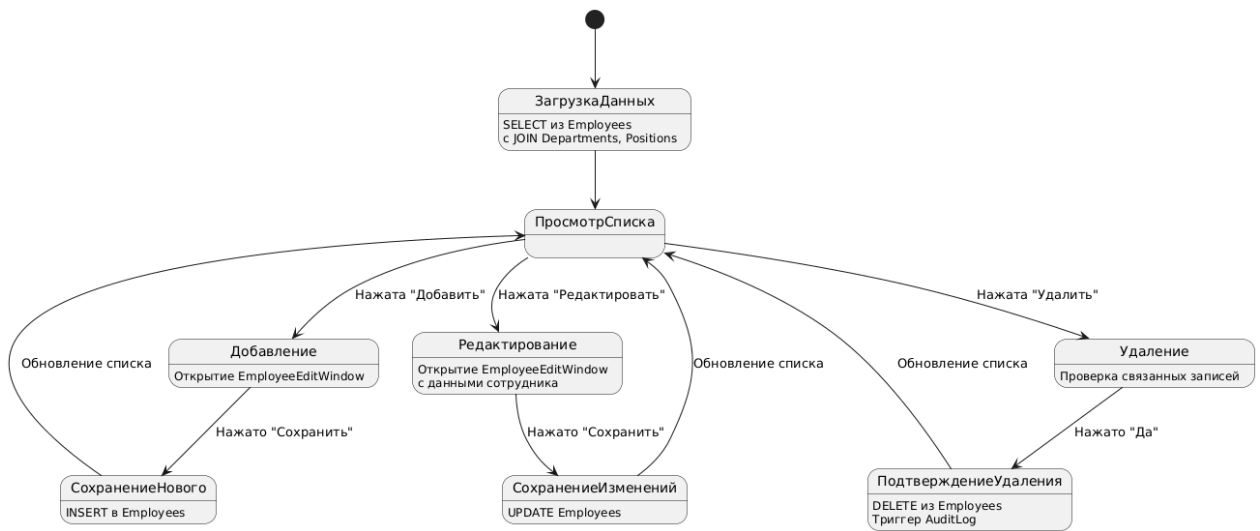 ЗагрузкаДанных
SELECT из Employees
с JOIN Departments, Positions
ПросмотрСписка
Нажата "Добавить"
Нажата "Редактировать"
Нажата "Удалить"
Обновление списка
Добавление
Открытие EmployeeEditWindow
Редактирование
Открытие EmployeeEditWindow
с данными сотрудника
Обновление списка
Обновление списка
Удаление
Проверка связанных записей
Нажато "Сохранить"
Нажато "Сохранить"
Нажато "Да"
СохранениеНового
INSERT в Employees
СохранениеИзменений
UPDATE Employees
ПодтверждениеУдаления
DELETE из Employees
Триггер AuditLog